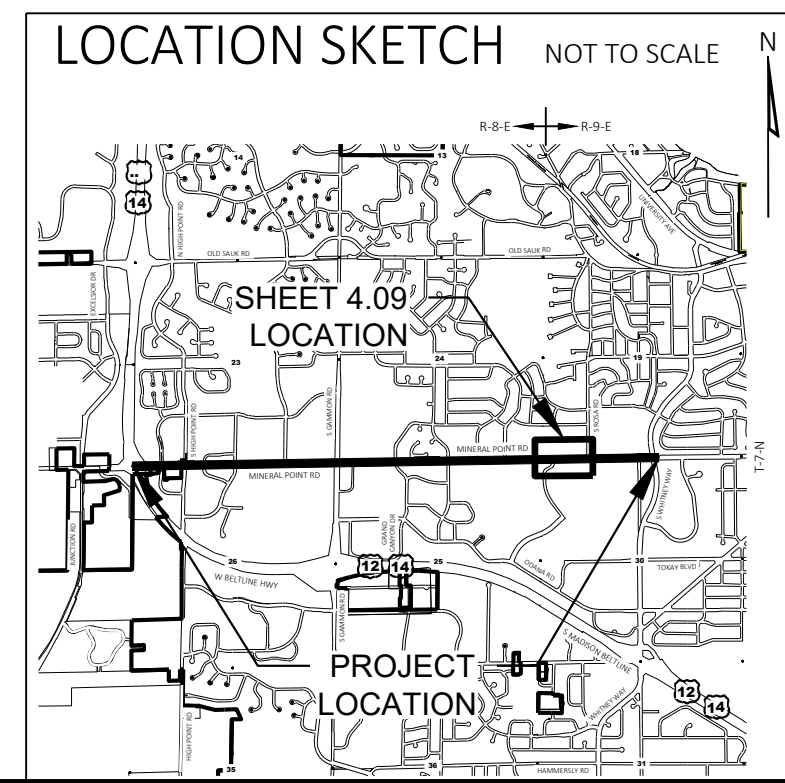 LOCATION SKETCH NOT TO SCALE
N
R-8-E R-9-E
13
18
14
..
14
N HIGH POINT RD
UNIVERSITY AVE
OLD SAUK RD
OLD SAUK RD
EXCELSIOR DR
SHEET 4.09
LOCATION
23
24
19
S HIGH POINT RD
S GAMMON RD
S ROSA RD
MINERAL POINT RD
MINERAL POINT RD
T-7-N
S WHITNEY WAY
JUNCTION RD
GRAND
CANYON DR
ODANA RD
26
12
14
25
30
TOKAY BLVD
W BELTLINE HWY
S GAMMON RD
S MADISON BELTLINE
PROJECT
LOCATION
12
14
WHITNEY WAY
HIGH POINT RD
35
36
31
HAMMERSLY RD